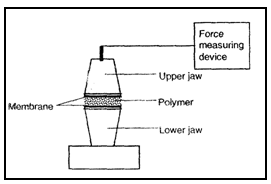 Force
measuring
device
Upper jaw
Membrane
Polymer
Lower jaw